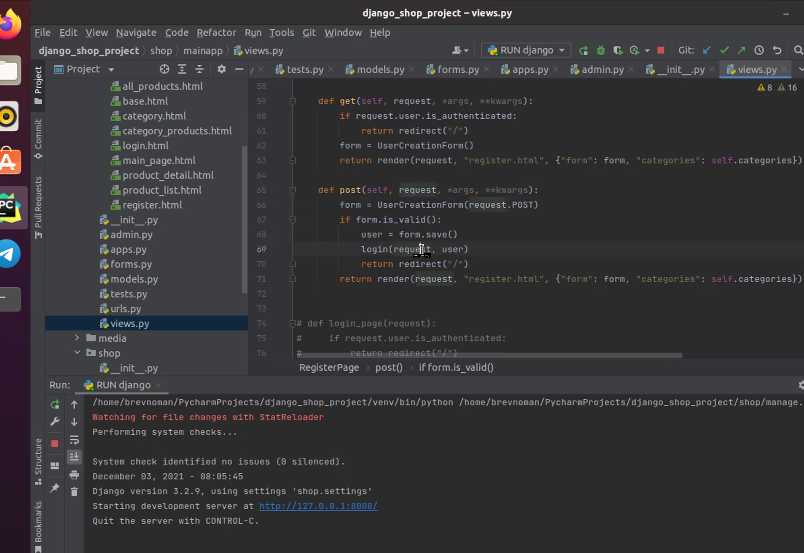 django_shop_project – views.py
File Edit View Navigate Code Refactor Run Tools Git Window Help
django_shop_project shop mainapp views.py RUN django Git:
Project tests.py models.py forms.py apps.py admin.py __init__.py views.py
8 16
Project
Commit
Pull Requests
Structure
Bookmarks
all_products.html
base.html
category.html
category_products.html
login.html
main_page.html
product_detail.html
product_list.html
register.html
__init__.py
admin.py
apps.py
forms.py
models.py
tests.py
urls.py
views.py
media
shop
__init__.py
58
59 def get(self, request, *args, **kwargs):
60 if request.user.is_authenticated:
61 return redirect("/")
62 form = UserCreationForm()
63 return render(request, "register.html", {"form": form, "categories": self.categories})
64
65 def post(self, request, *args, **kwargs):
66 form = UserCreationForm(request.POST)
67 if form.is_valid():
68 user = form.save()
69 login(request, user)
70 return redirect("/")
71 return render(request, "register.html", {"form": form, "categories": self.categories})
72
73
74 # def login_page(request):
75 # if request.user.is_authenticated:
76 # return redirect("/")
RegisterPage post() if form.is_valid()
Run: RUN django
/home/brevnoman/PycharmProjects/django_shop_project/venv/bin/python /home/brevnoman/PycharmProjects/django_shop_project/shop/manage.
Watching for file changes with StatReloader
Performing system checks...
System check identified no issues (0 silenced).
December 03, 2021 - 08:05:45
Django version 3.2.9, using settings 'shop.settings'
Starting development server at http://127.0.0.1:8000/
Quit the server with CONTROL-C.